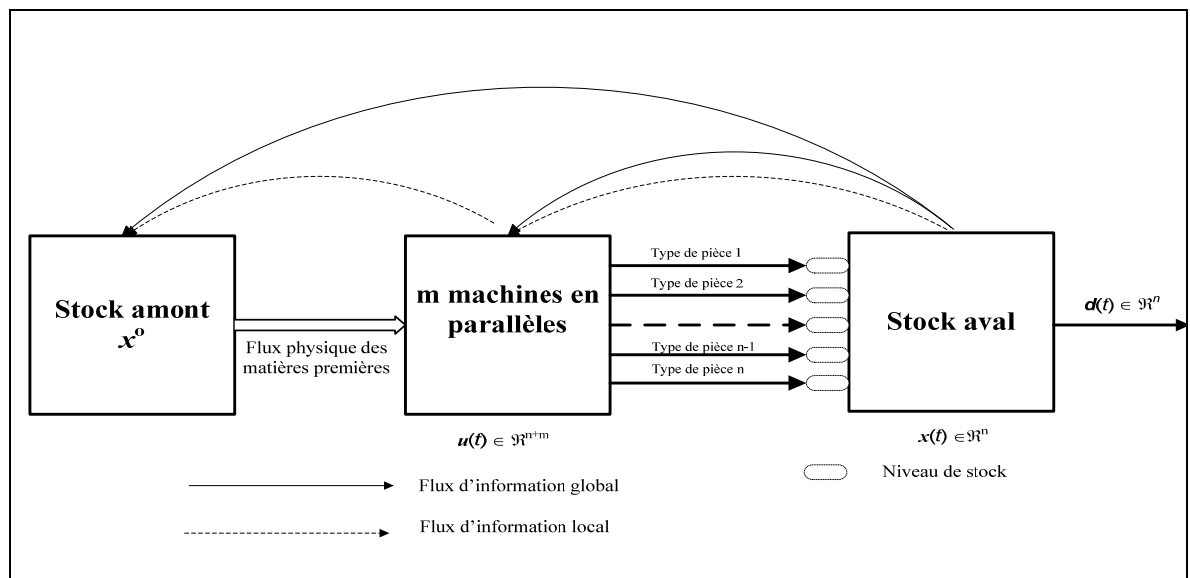 Stock amont
x⁰
Flux physique des
matières premières
m machines en
parallèles
u(t) ∈ ℜⁿ⁺ᵐ
Type de pièce 1
Type de pièce 2
Type de pièce n-1
Type de pièce n
Stock aval
x(t) ∈ℜⁿ
d(t) ∈ ℜⁿ
Niveau de stock
Flux d’information global
Flux d’information local